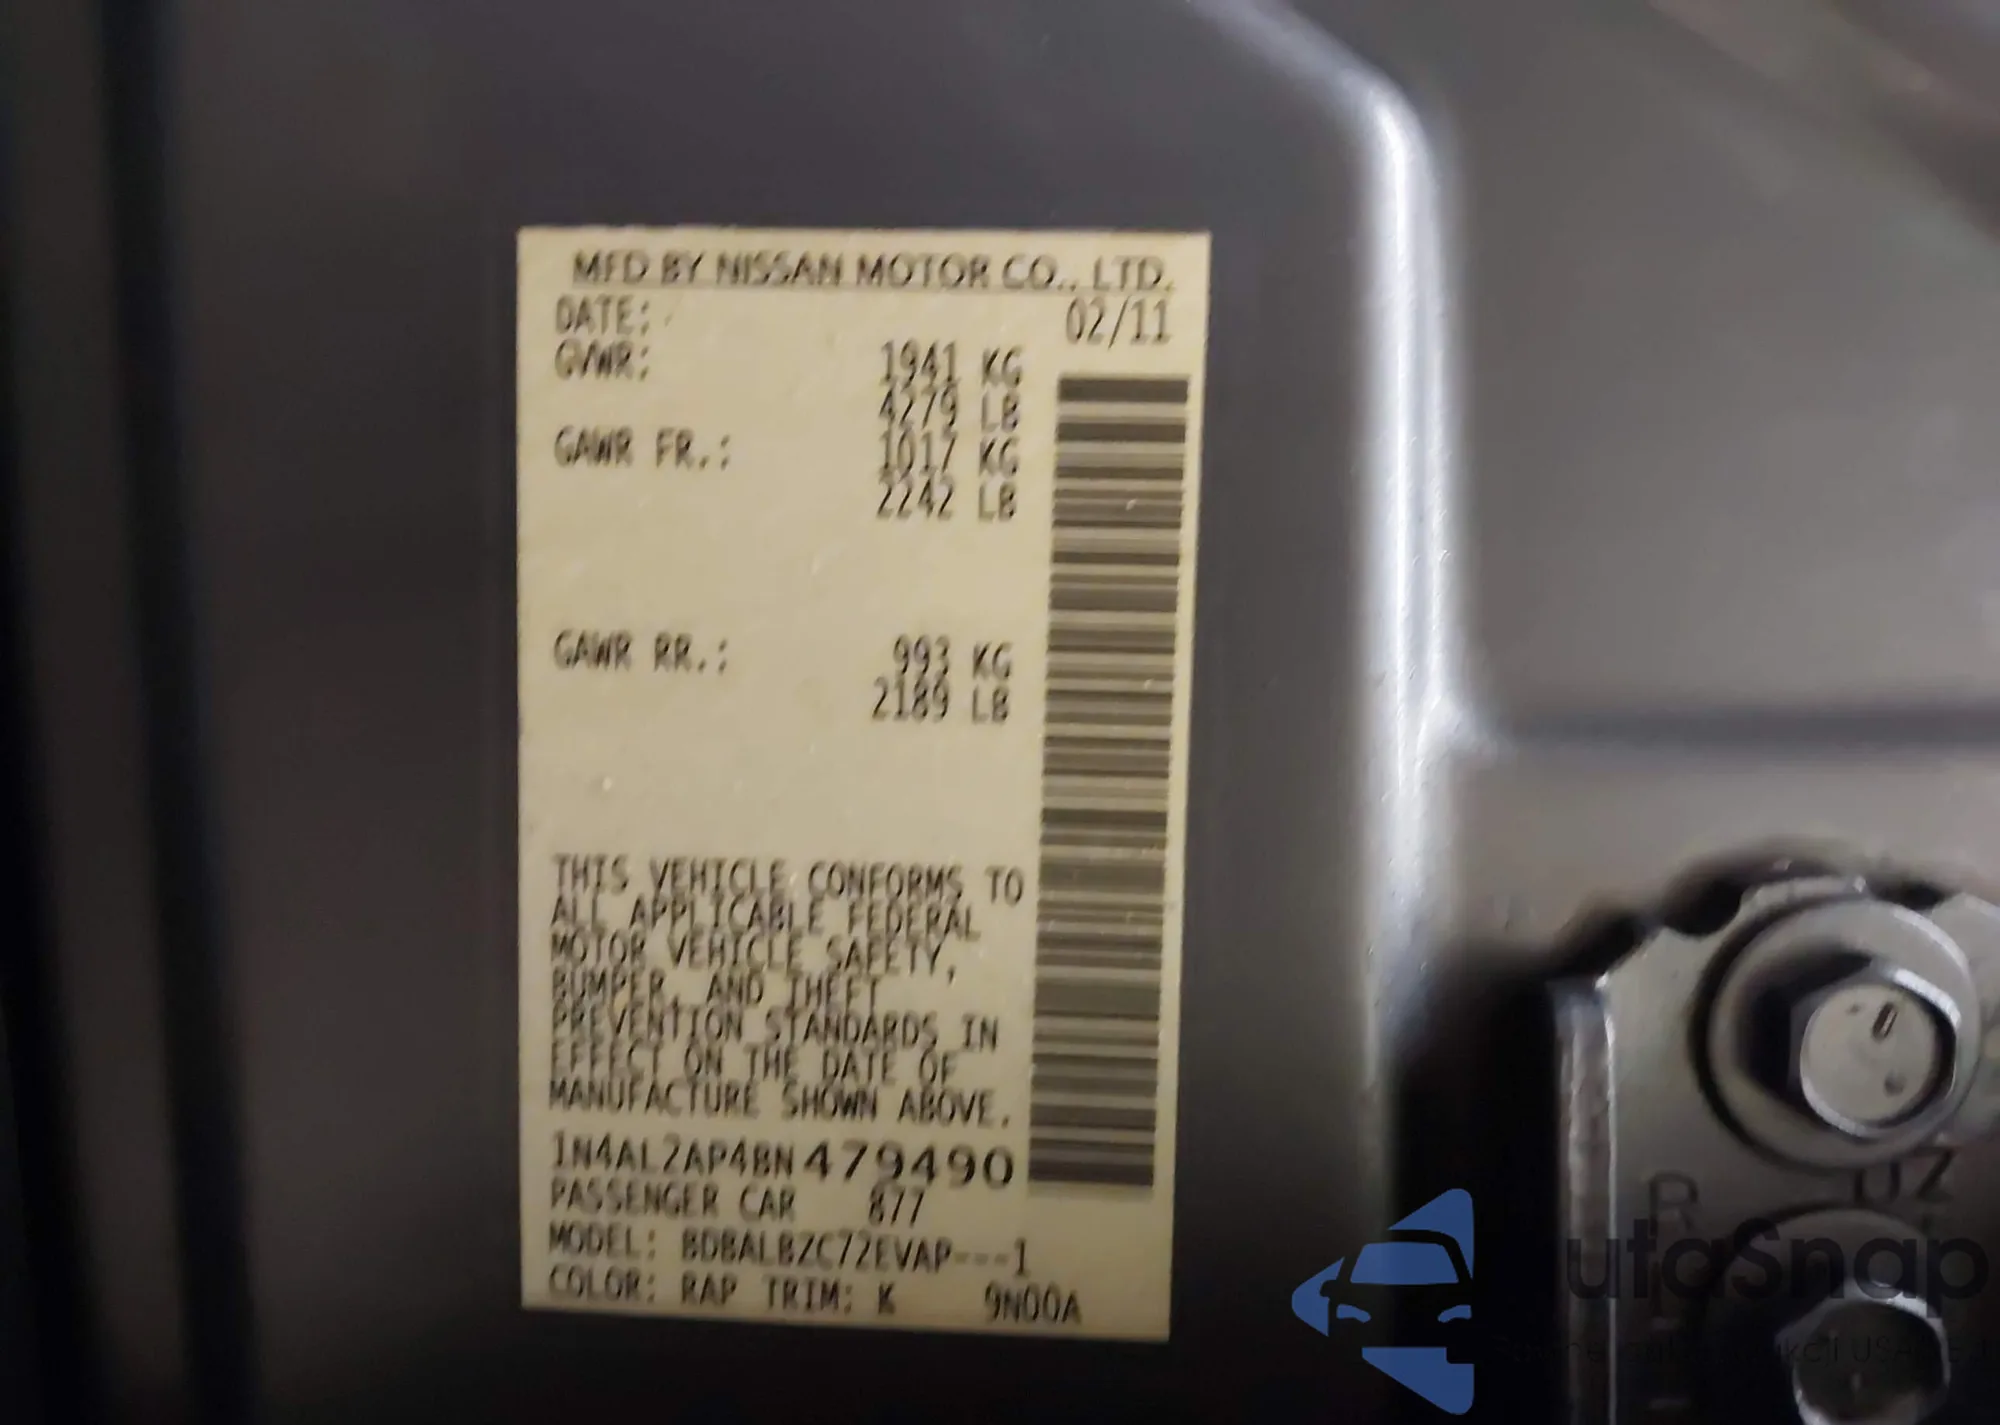 MFD BY NISSAN MOTOR CO., LTD.
DATE: 02/11
GVWR: 1941 KG
4279 LB
GAWR FR.: 1017 KG
2242 LB
GAWR RR.: 993 KG
2189 LB
THIS VEHICLE CONFORMS TO
ALL APPLICABLE FEDERAL
MOTOR VEHICLE SAFETY,
BUMPER, AND THEFT
PREVENTION STANDARDS IN
EFFECT ON THE DATE OF
MANUFACTURE SHOWN ABOVE.
1N4AL2AP4BN479490
PASSENGER CAR 877
MODEL: BDBALBZC72EVAP---1
COLOR: RAP TRIM: K 9N00A
R
UZ
AutaSnap